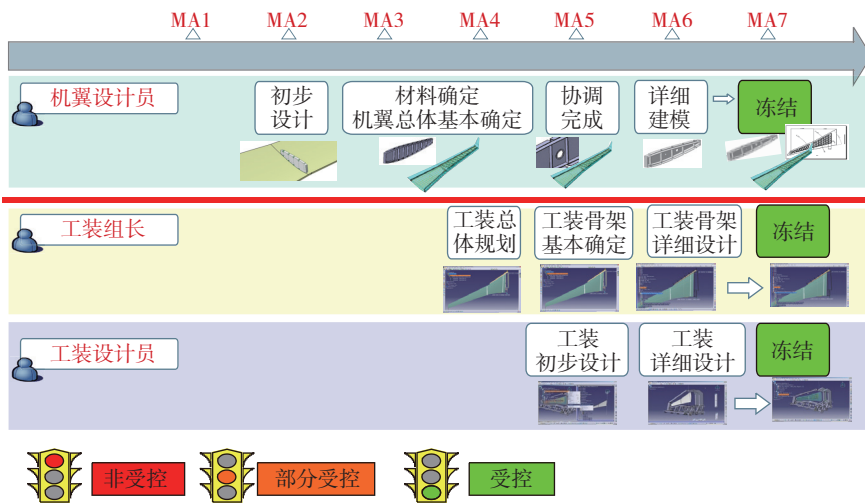 MA1 MA2 MA3 MA4 MA5 MA6 MA7
机翼设计员
初步
设计
材料确定
机翼总体基本确定
协调
完成
详细
建模
冻结
工装组长
工装总
体规划
工装骨架
基本确定
工装骨架
详细设计
冻结
工装设计员
工装
初步设计
工装
详细设计
冻结
非受控
部分受控
受控